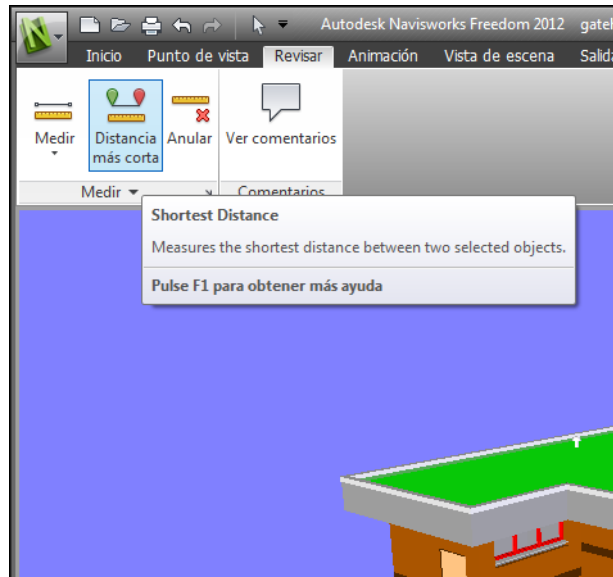 Autodesk Navisworks Freedom 2012 gateh
Inicio Punto de vista Revisar Animación Vista de escena Salida
Medir Distancia más corta Anular Ver comentarios
Medir Comentarios
Shortest Distance
Measures the shortest distance between two selected objects.
Pulse F1 para obtener más ayuda